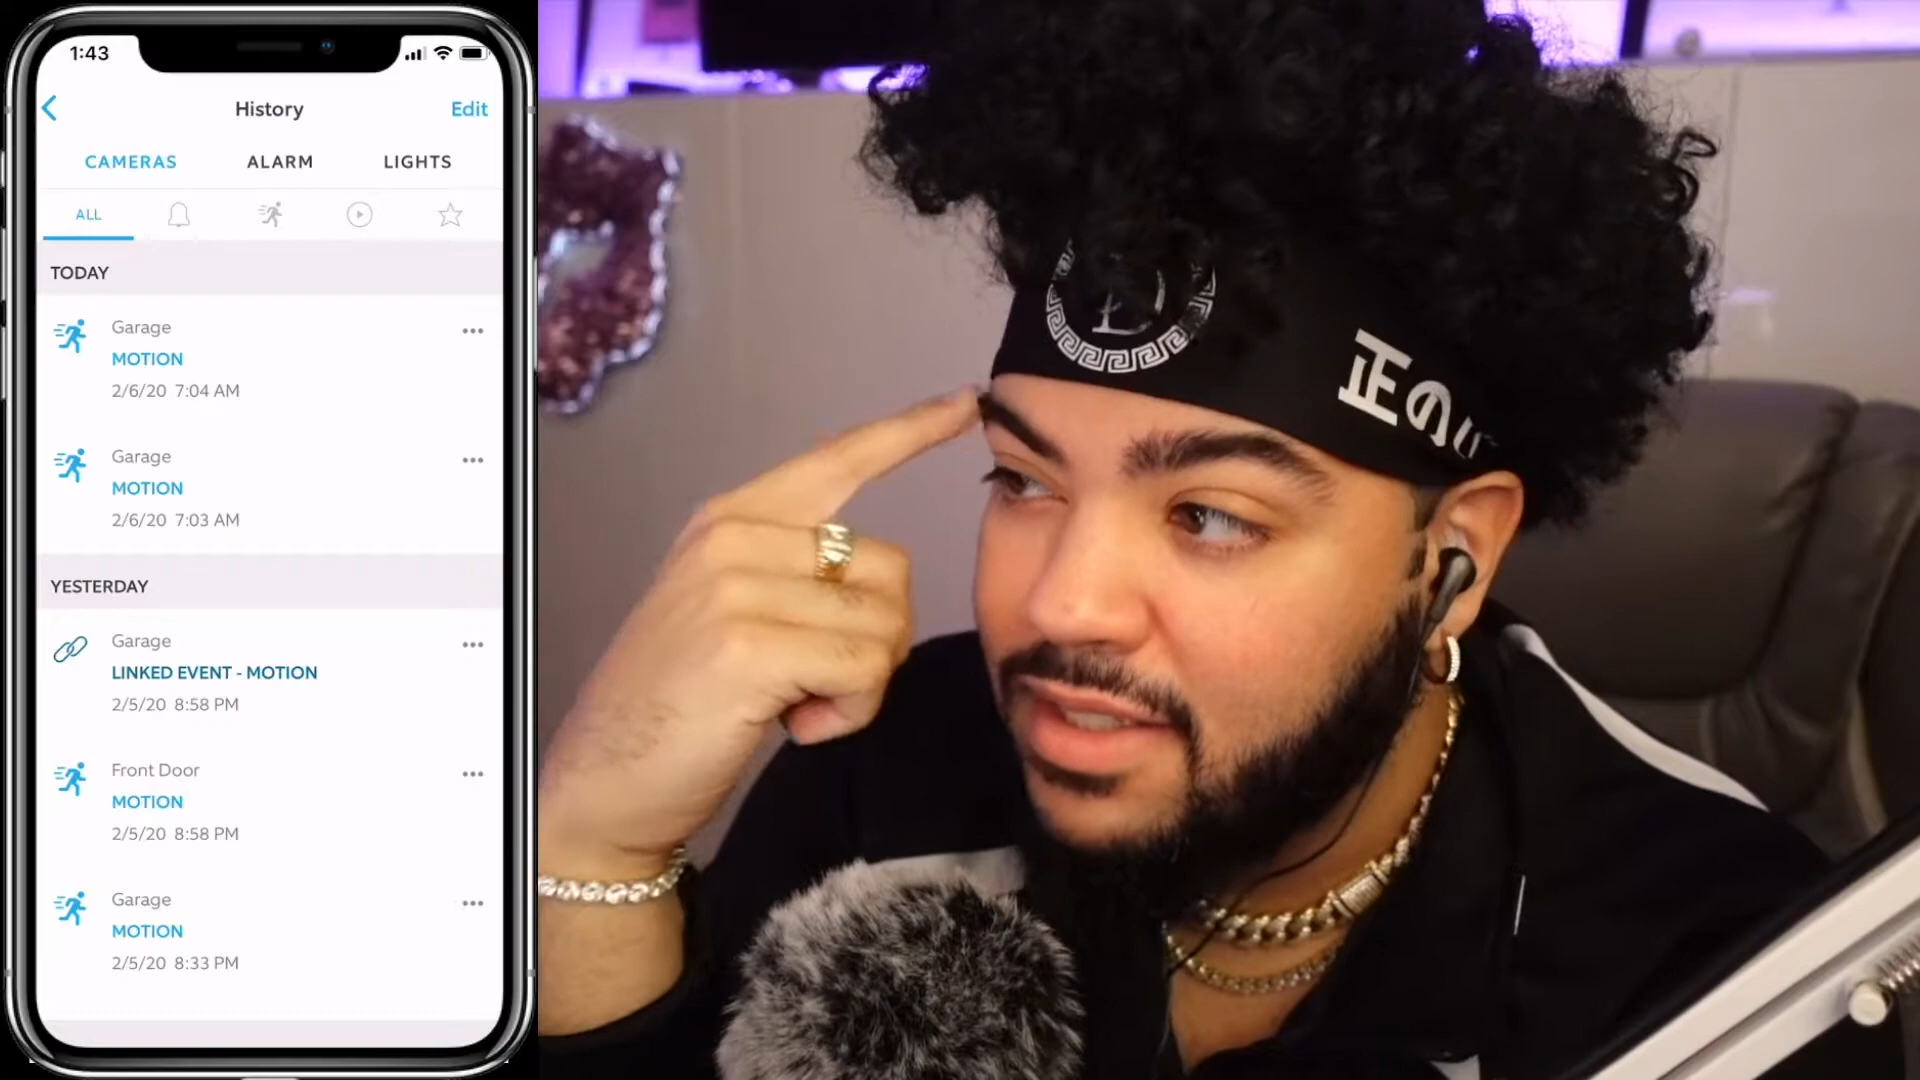 1:43
History
Edit
CAMERAS
ALARM
LIGHTS
ALL
TODAY
Garage
MOTION
2/6/20 7:04 AM
Garage
MOTION
2/6/20 7:03 AM
YESTERDAY
Garage
LINKED EVENT - MOTION
2/5/20 8:58 PM
Front Door
MOTION
2/5/20 8:58 PM
Garage
MOTION
2/5/20 8:33 PM
正の